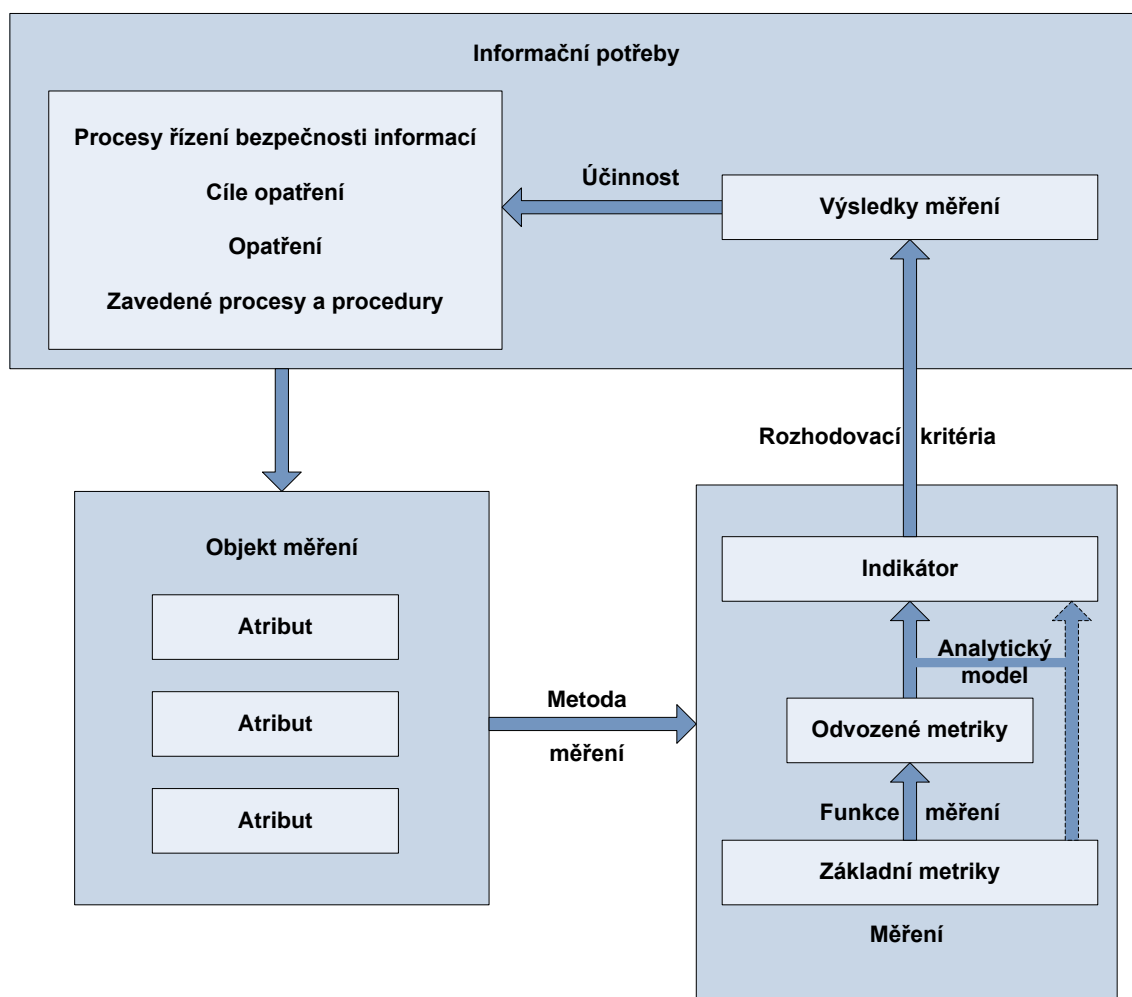 Informační potřeby
Procesy řízení bezpečnosti informací
Cíle opatření
Opatření
Zavedené procesy a procedury
Účinnost
Výsledky měření
Rozhodovací kritéria
Objekt měření
Atribut
Atribut
Atribut
Metoda
měření
Indikátor
Analytický
model
Odvozené metriky
Funkce měření
Základní metriky
Měření